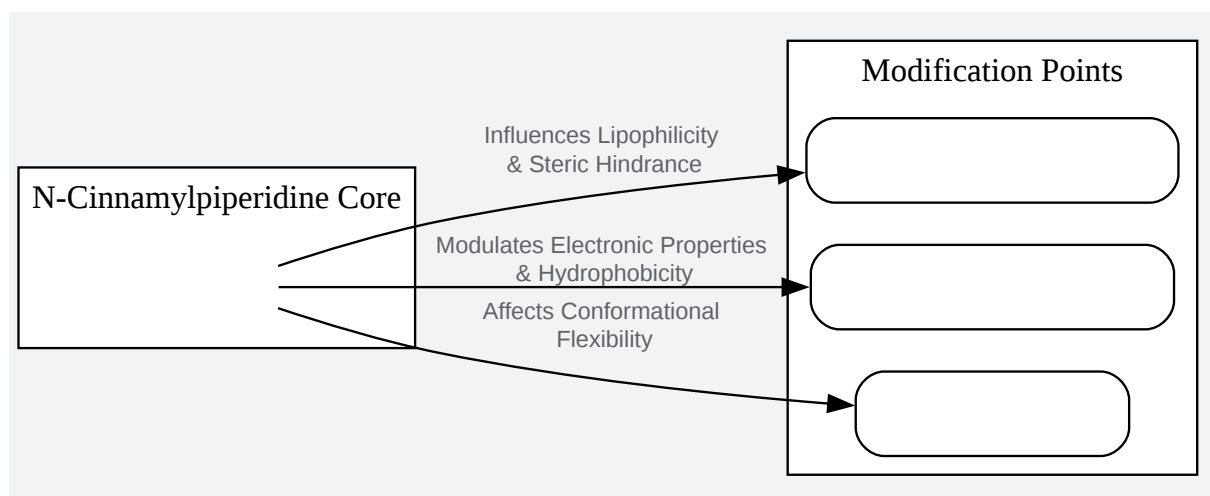 Modification Points
Influences Lipophilicity
& Steric Hindrance
N-Cinnamylpiperidine Core
Modulates Electronic Properties
& Hydrophobicity
Affects Conformational
Flexibility